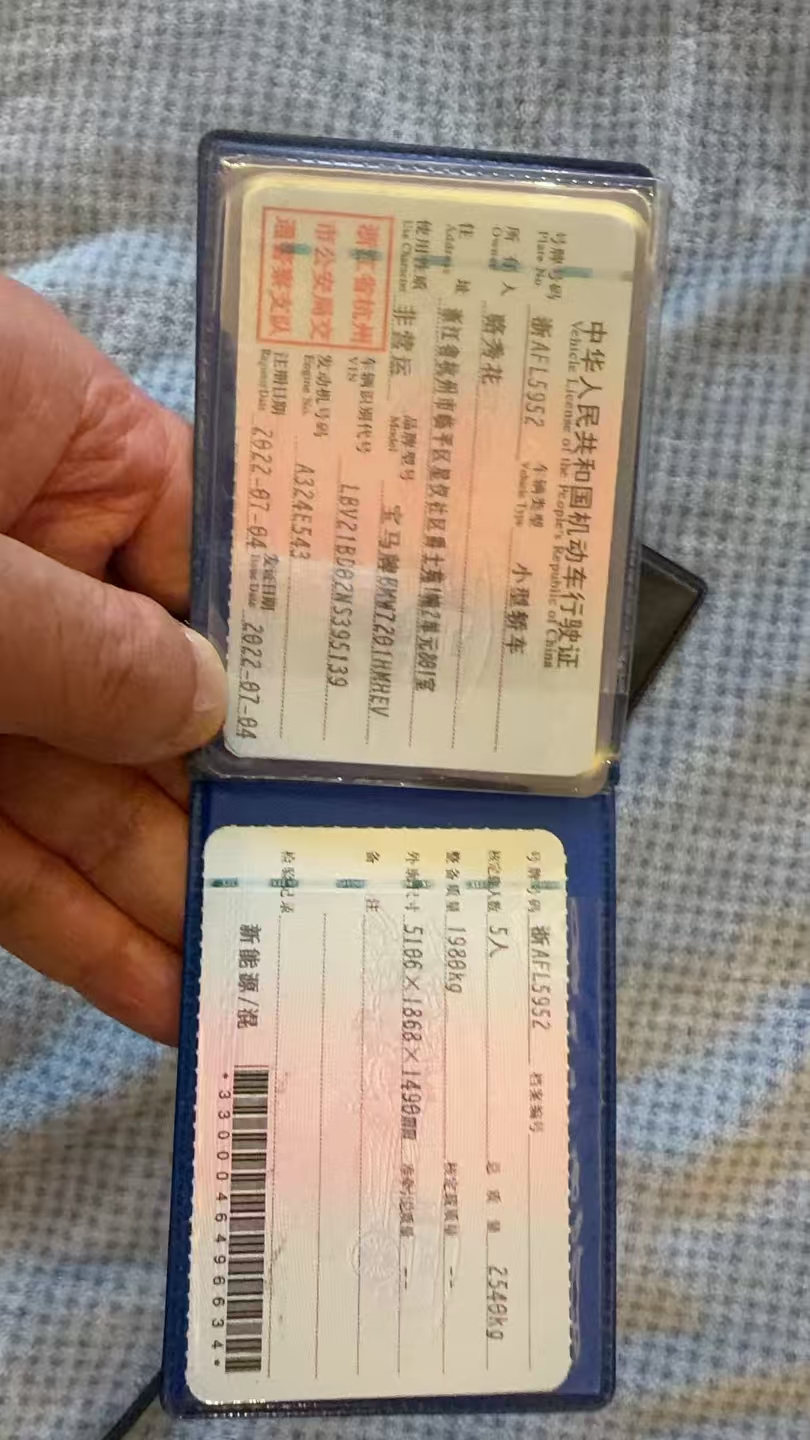 中华人民共和国机动车行驶证
Vehicle License of the People's Republic of China
号牌号码 浙AFL5952 车辆类型 小型轿车
Plate No. Vehicle Type
所有人 骆秀花
Owner
住址 浙江省杭州市临平区星仪社区爵士苑1幢2单元801室
Address
使用性质 非营运 品牌型号 宝马牌BMW7201HMHEV
Use Character Model
浙江省杭州
市公安局交
通警察支队
车辆识别代号 LBV21BD02NS395139
VIN
发动机号码 A324E543
Engine No.
注册日期 2022-07-04 发证日期 2022-07-04
Register Date Issue Date
号牌号码 浙AFL5952 档案编号
核定载人数 5人 总质量 2540kg
整备质量 1980kg 核定载质量 --
外廓尺寸 5106×1868×1490mm 准牵引总质量 --
备注
检验记录
新能源/混
*3300046496634*